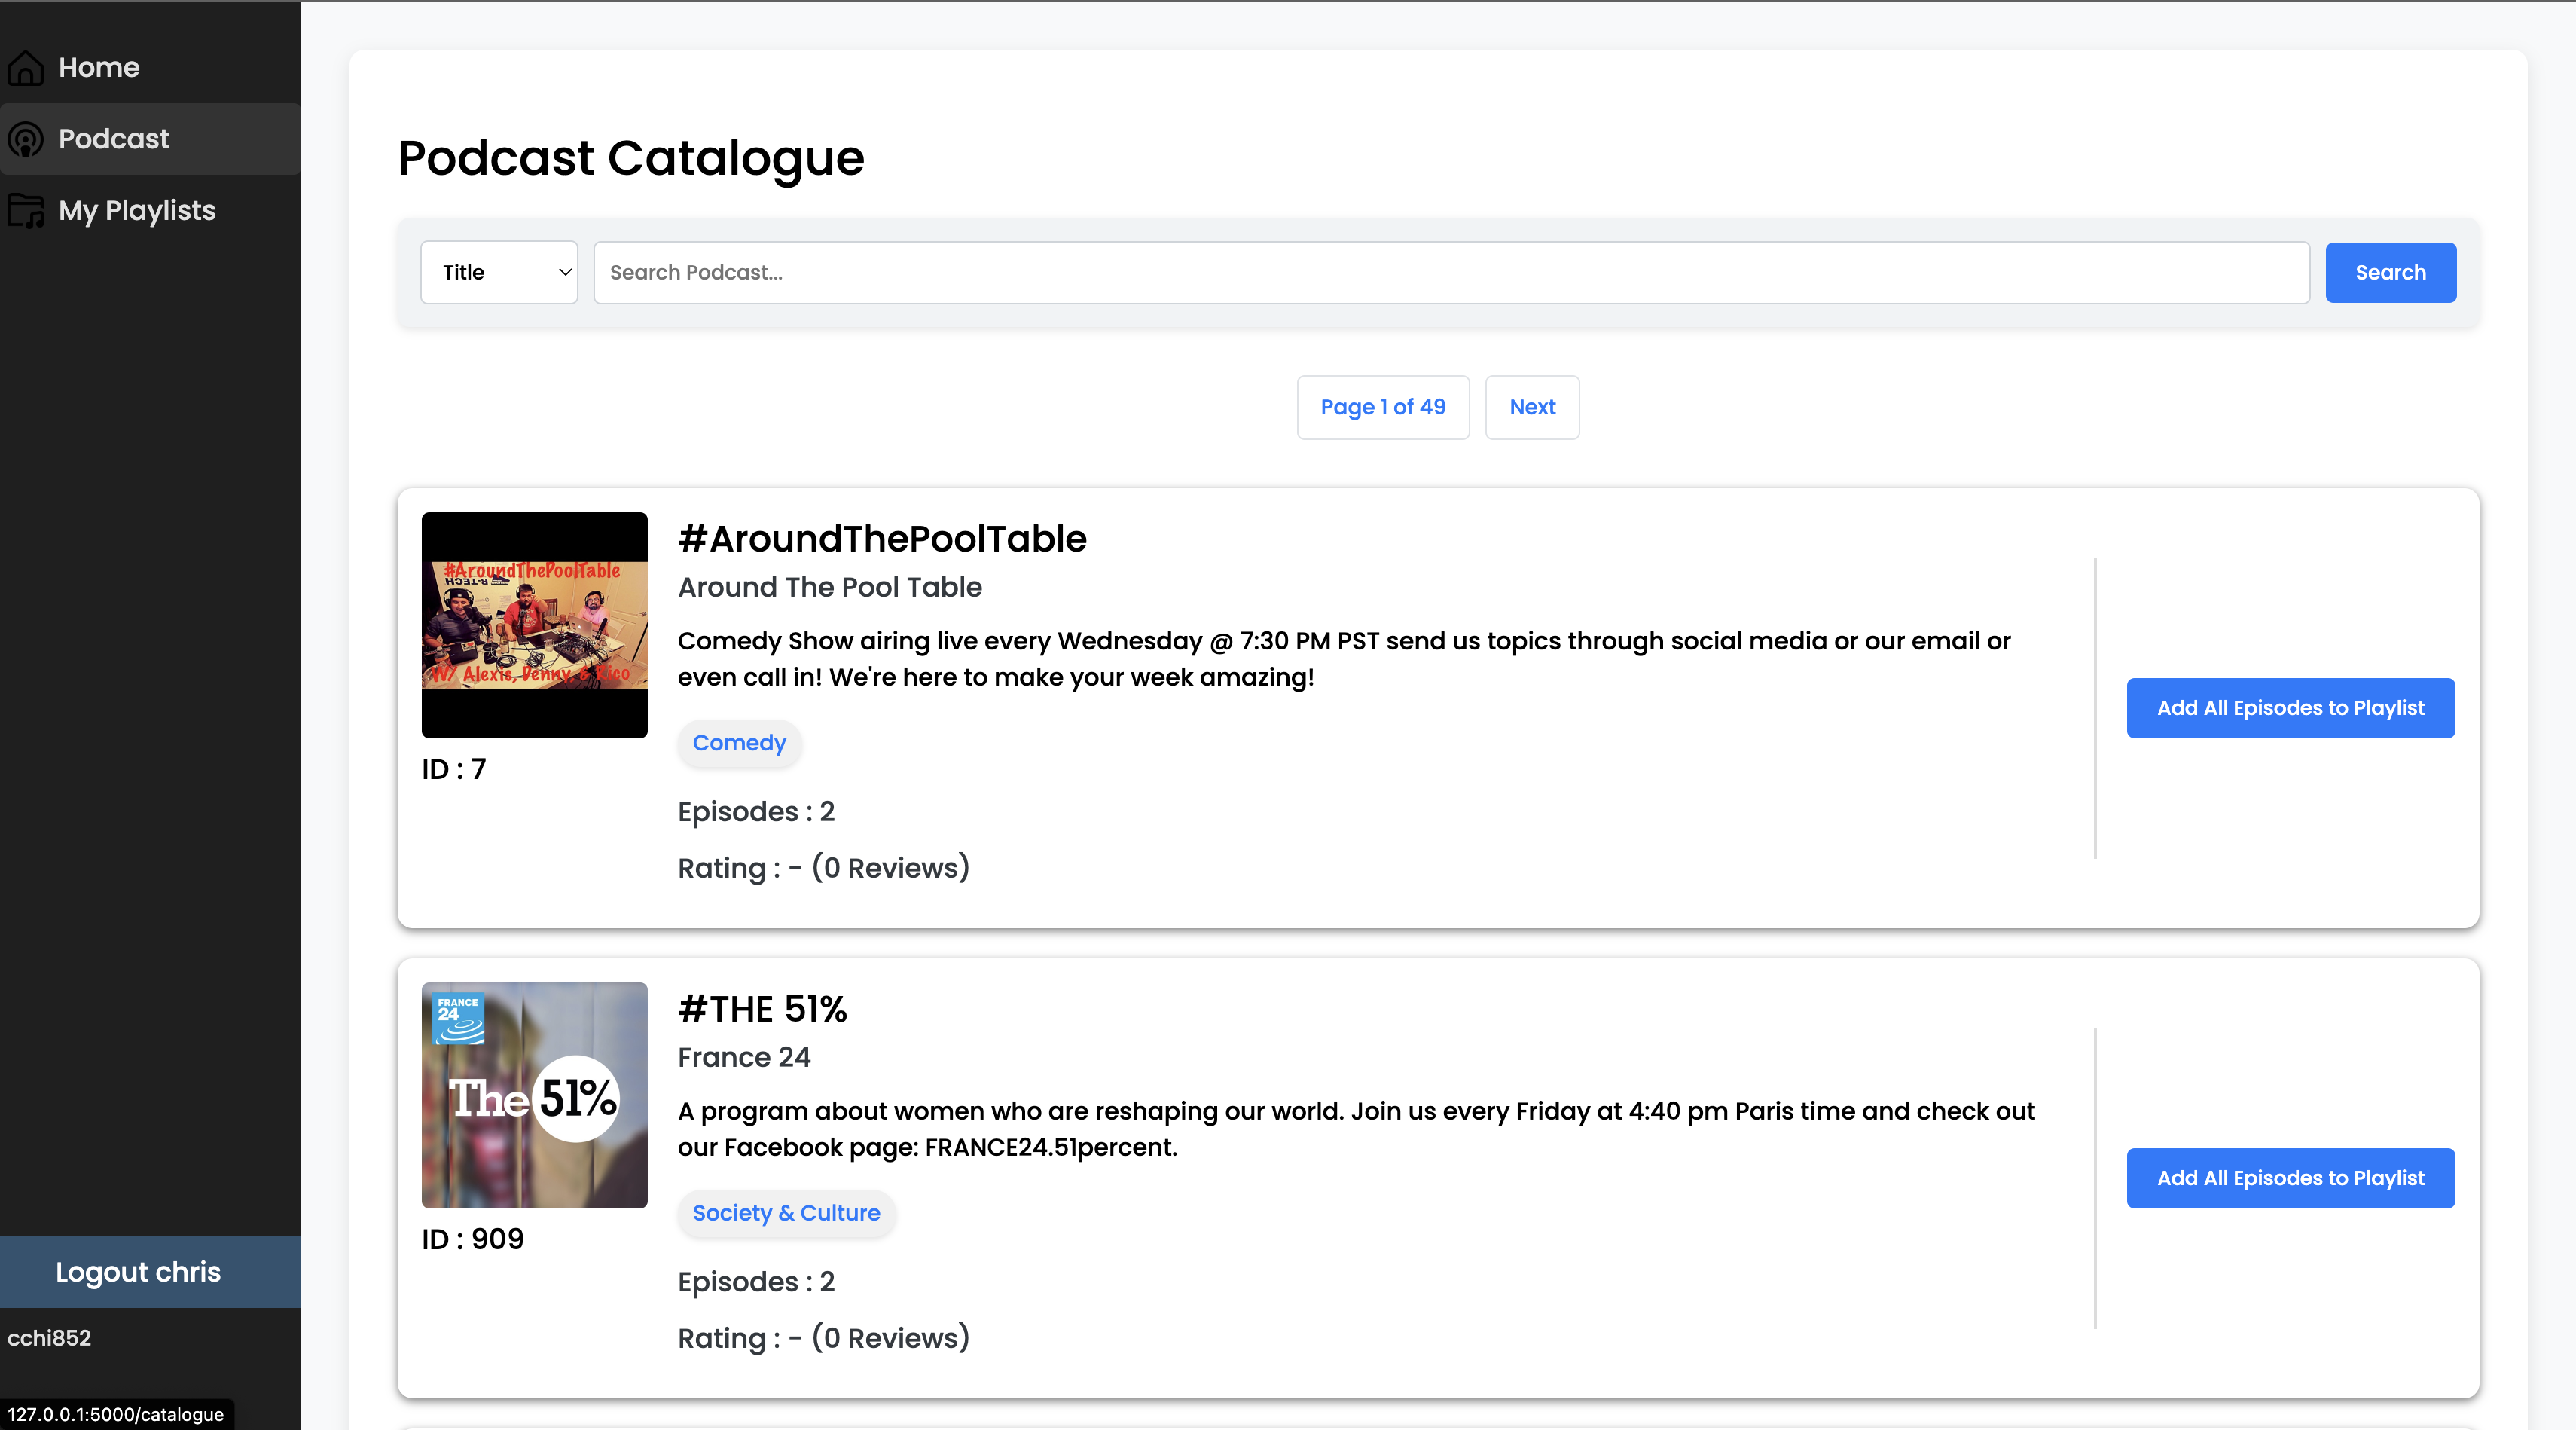 Home
Podcast
My Playlists
Podcast Catalogue
Title
Search Podcast...
Search
Page 1 of 49
Next
#AroundThePoolTable
R-TECH
W/ Alexis, Denny, & Rico
ID : 7
#AroundThePoolTable
Around The Pool Table
Comedy Show airing live every Wednesday @ 7:30 PM PST send us topics through social media or our email or
even call in! We're here to make your week amazing!
Comedy
Episodes : 2
Rating : - (0 Reviews)
Add All Episodes to Playlist
FRANCE
24
The 51%
ID : 909
#THE 51%
France 24
A program about women who are reshaping our world. Join us every Friday at 4:40 pm Paris time and check out
our Facebook page: FRANCE24.51percent.
Society & Culture
Episodes : 2
Rating : - (0 Reviews)
Add All Episodes to Playlist
Logout chris
cchi852
127.0.0.1:5000/catalogue